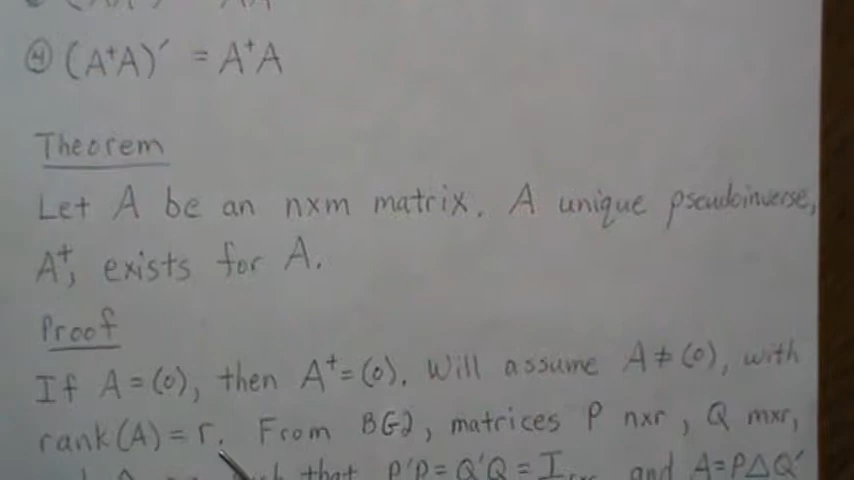 ④ (A⁺A)′ = A⁺A
Theorem
Let A be an nxm matrix. A unique pseudoinverse,
A⁺, exists for A.
Proof
If A = (0), then A⁺ = (0). Will assume A ≠ (0), with
rank(A) = r. From BG2, matrices P nxr, Q mxr,
that P′P = Q′Q = I and A = PΔQ′